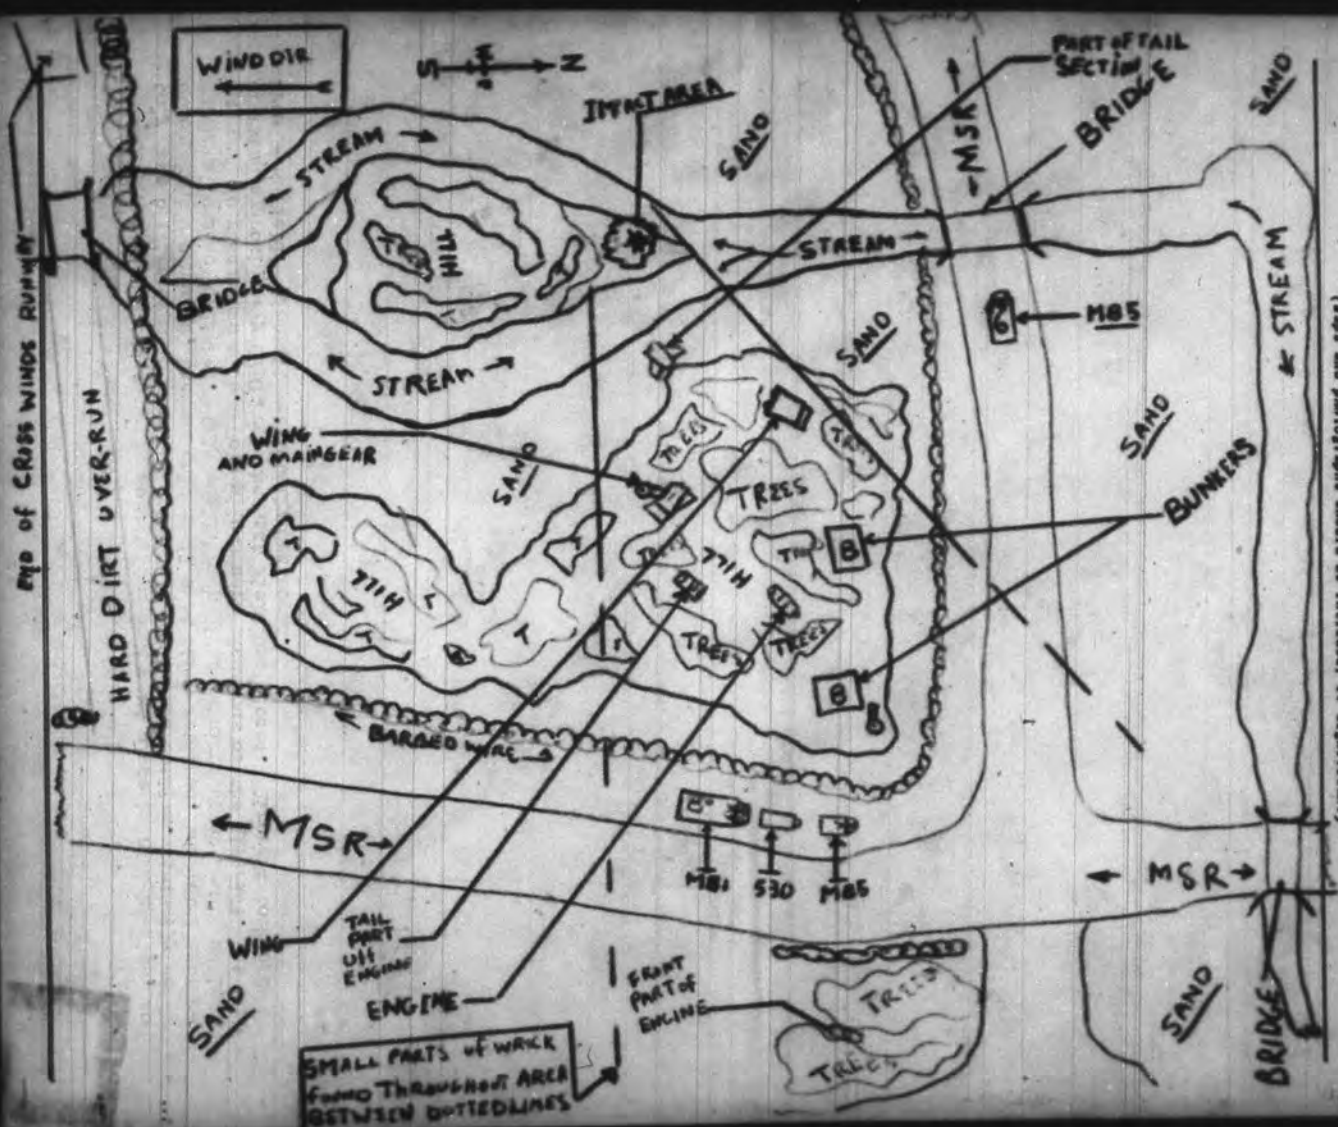 WIND DIR
S
N
IMPACT AREA
SAND
PART OF TAIL
SECTION
MSR
BRIDGE
SAND
STREAM
T
HILL
T
STREAM
STREAM
BRIDGE
M85
END OF CROSS WINDS RUNWAY
HARD DIRT OVER-RUN
STREAM
SAND
SAND
WING
AND MAINGEAR
SAND
TREES
TREES
TREES
BUNKERS
B
T
T
HILL
T
T
T
HILL
TREES
TREES
B
BARBED WIRE
MSR
M81
530
M85
MSR
WING
TAIL
PART
ENGINE
ENGINE
FRONT
PART OF
ENGINE
TREES
TREES
SAND
SAND
BRIDGE
SMALL PARTS of WRECK
found THROUGHOUT AREA
BETWEEN DOTTED LINES